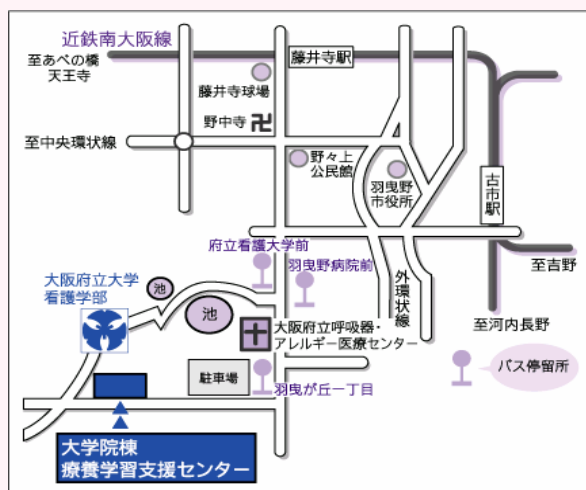 近鉄南大阪線
至あべの橋
天王寺
藤井寺駅
藤井寺球場
野中寺
至中央環状線
野々上
公民館
羽曳野
市役所
古市駅
府立看護大学前
羽曳野病院前
外環状線
至吉野
大阪府立大学
看護学部
池
池
大阪府立呼吸器・
アレルギー医療センター
至河内長野
バス停留所
駐車場
羽曳が丘一丁目
大学院棟
療養学習支援センター